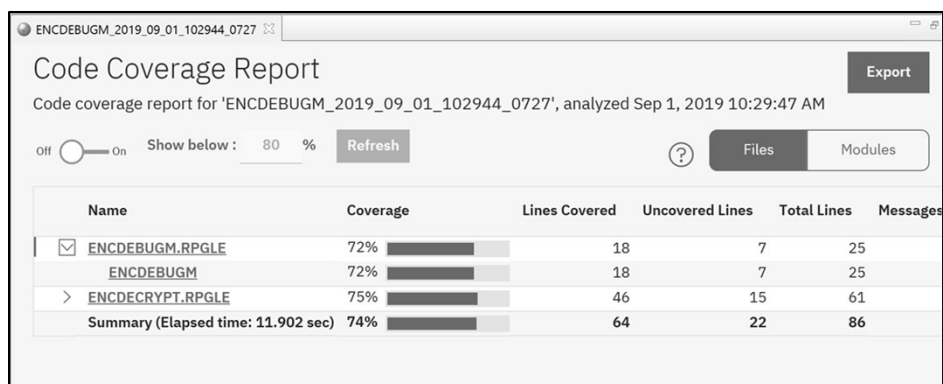 ENCDEBUGM_2019_09_01_102944_0727
Code Coverage Report
Export
Code coverage report for 'ENCDEBUGM_2019_09_01_102944_0727', analyzed Sep 1, 2019 10:29:47 AM
Off On Show below : 80 % Refresh ? Files Modules
Name Coverage Lines Covered Uncovered Lines Total Lines Messages
ENCDEBUGM.RPGLE 72% 18 7 25
ENCDEBUGM 72% 18 7 25
ENCDECRYPT.RPGLE 75% 46 15 61
Summary (Elapsed time: 11.902 sec) 74% 64 22 86